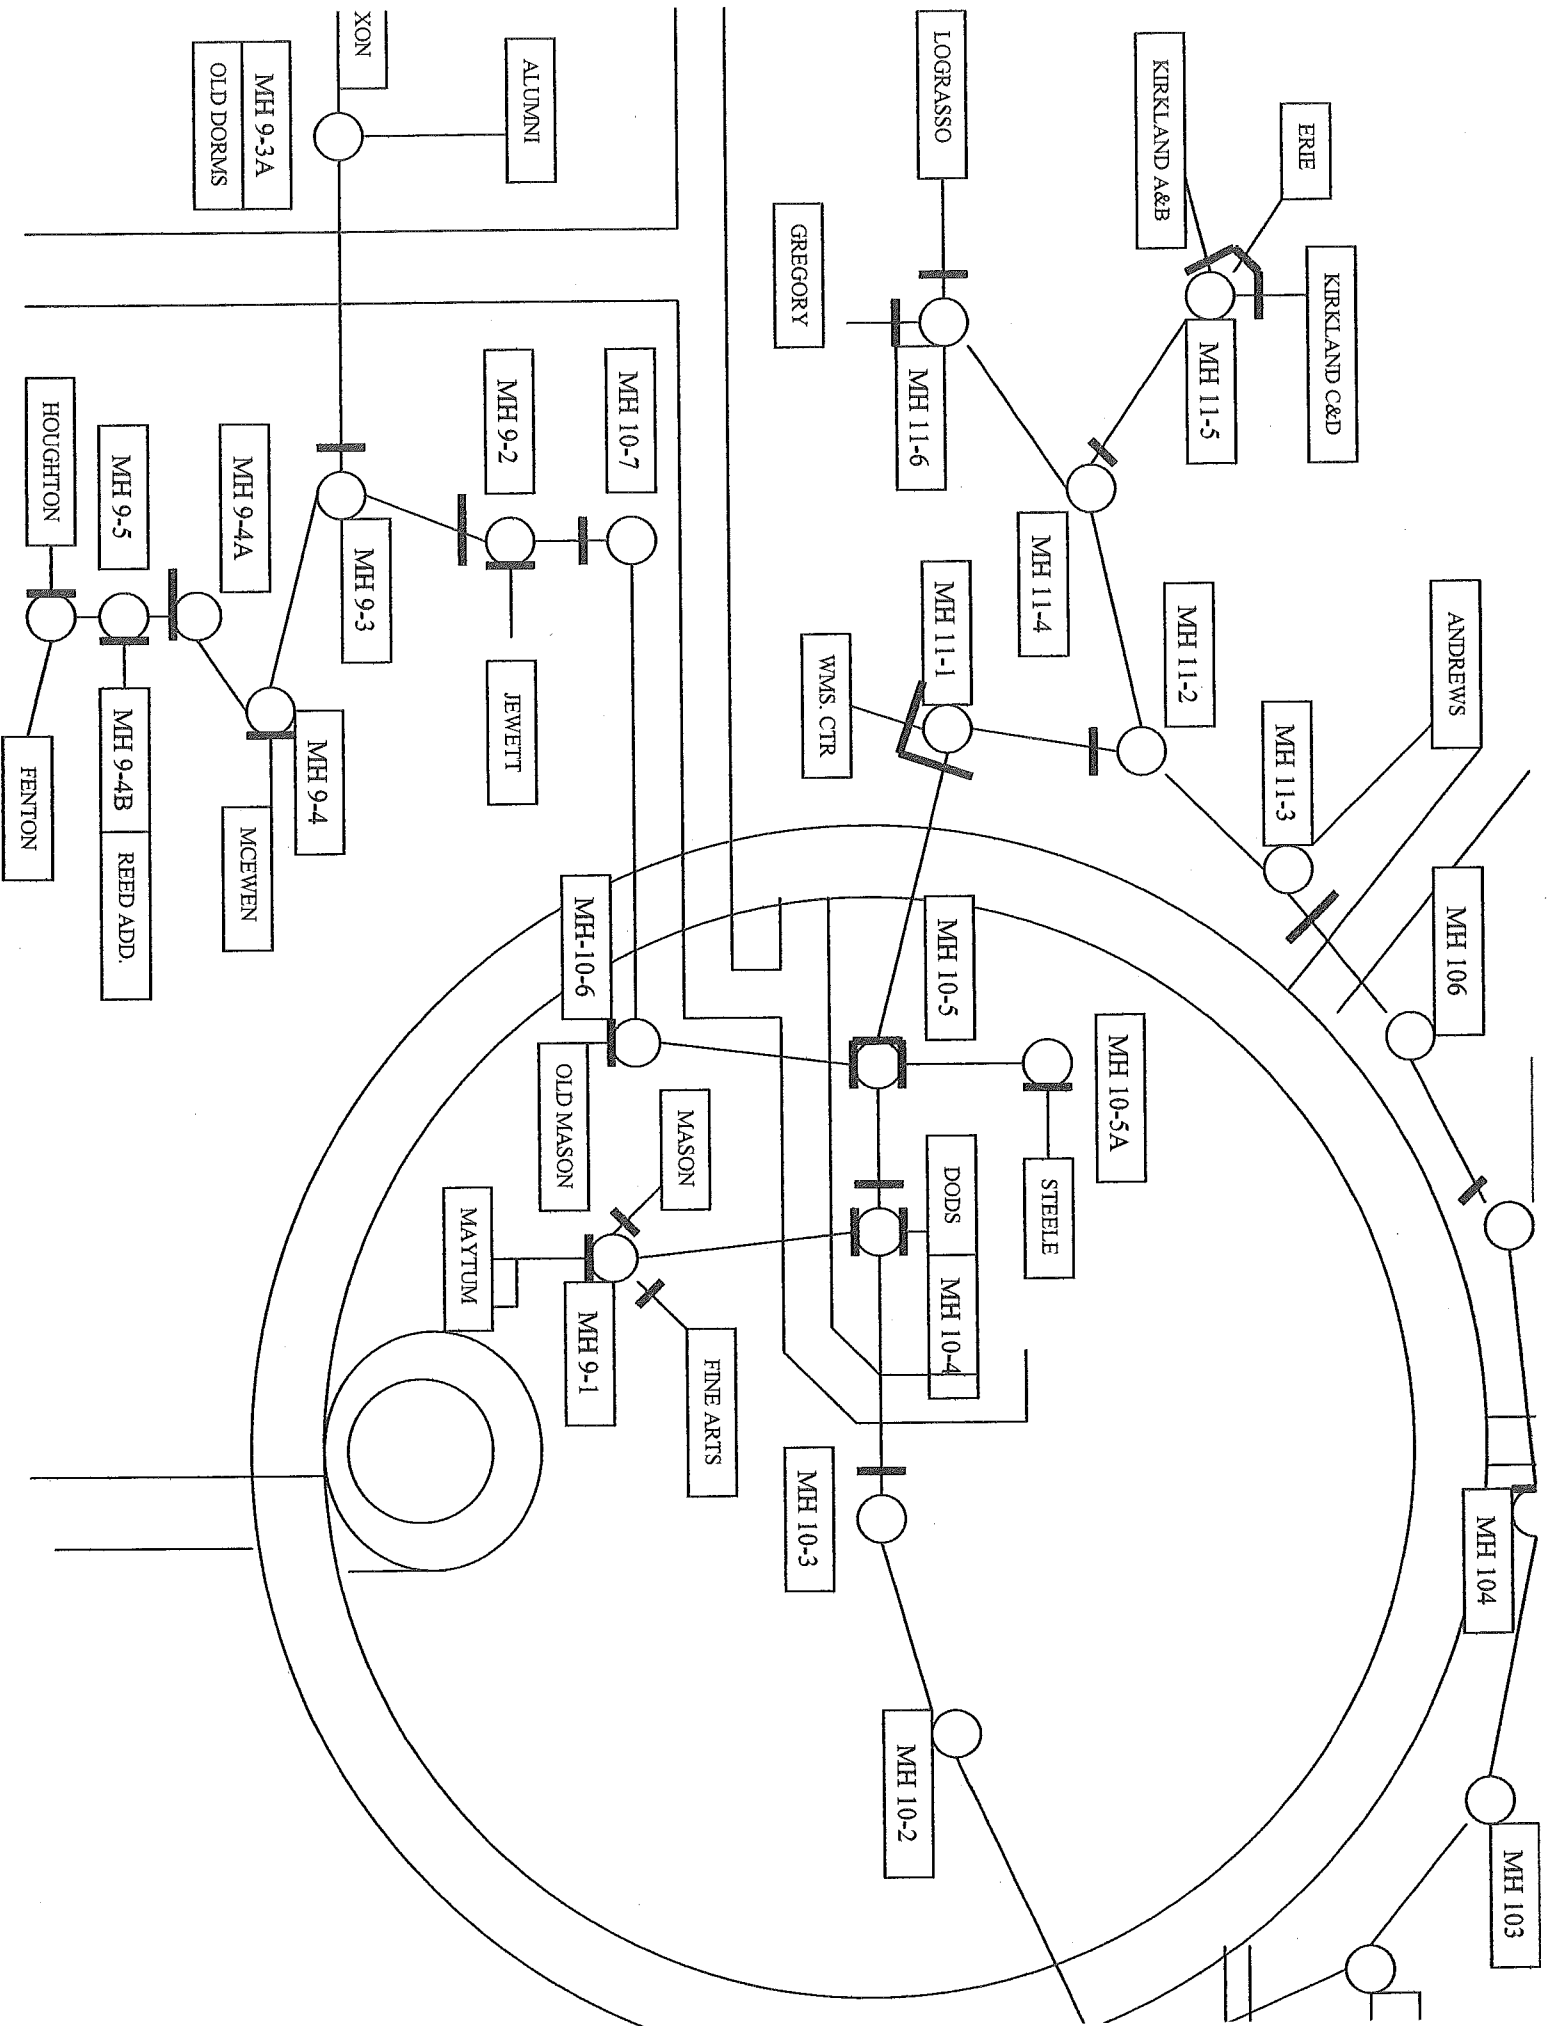 XON
ALUMNI
MH 9-3A
OLD DORMS
LOGRASSO
GREGORY
KIRKLAND A&B
ERIE
KIRKLAND C&D
MH 11-5
MH 11-6
MH 11-4
MH 11-2
MH 11-1
WMS. CTR
MH 11-3
ANDREWS
MH 106
MH 10-7
MH 9-2
JEWETT
MH 9-3
MH 9-4A
MH 9-5
HOUGHTON
FENTON
MH 9-4B
REED ADD.
MH 9-4
MCEWEN
MH-10-6
OLD MASON
MH 10-5
MH 10-5A
STEELE
DODS
MH 10-4
MASON
MAYTUM
MH 9-1
FINE ARTS
MH 10-3
MH 10-2
MH 104
MH 103